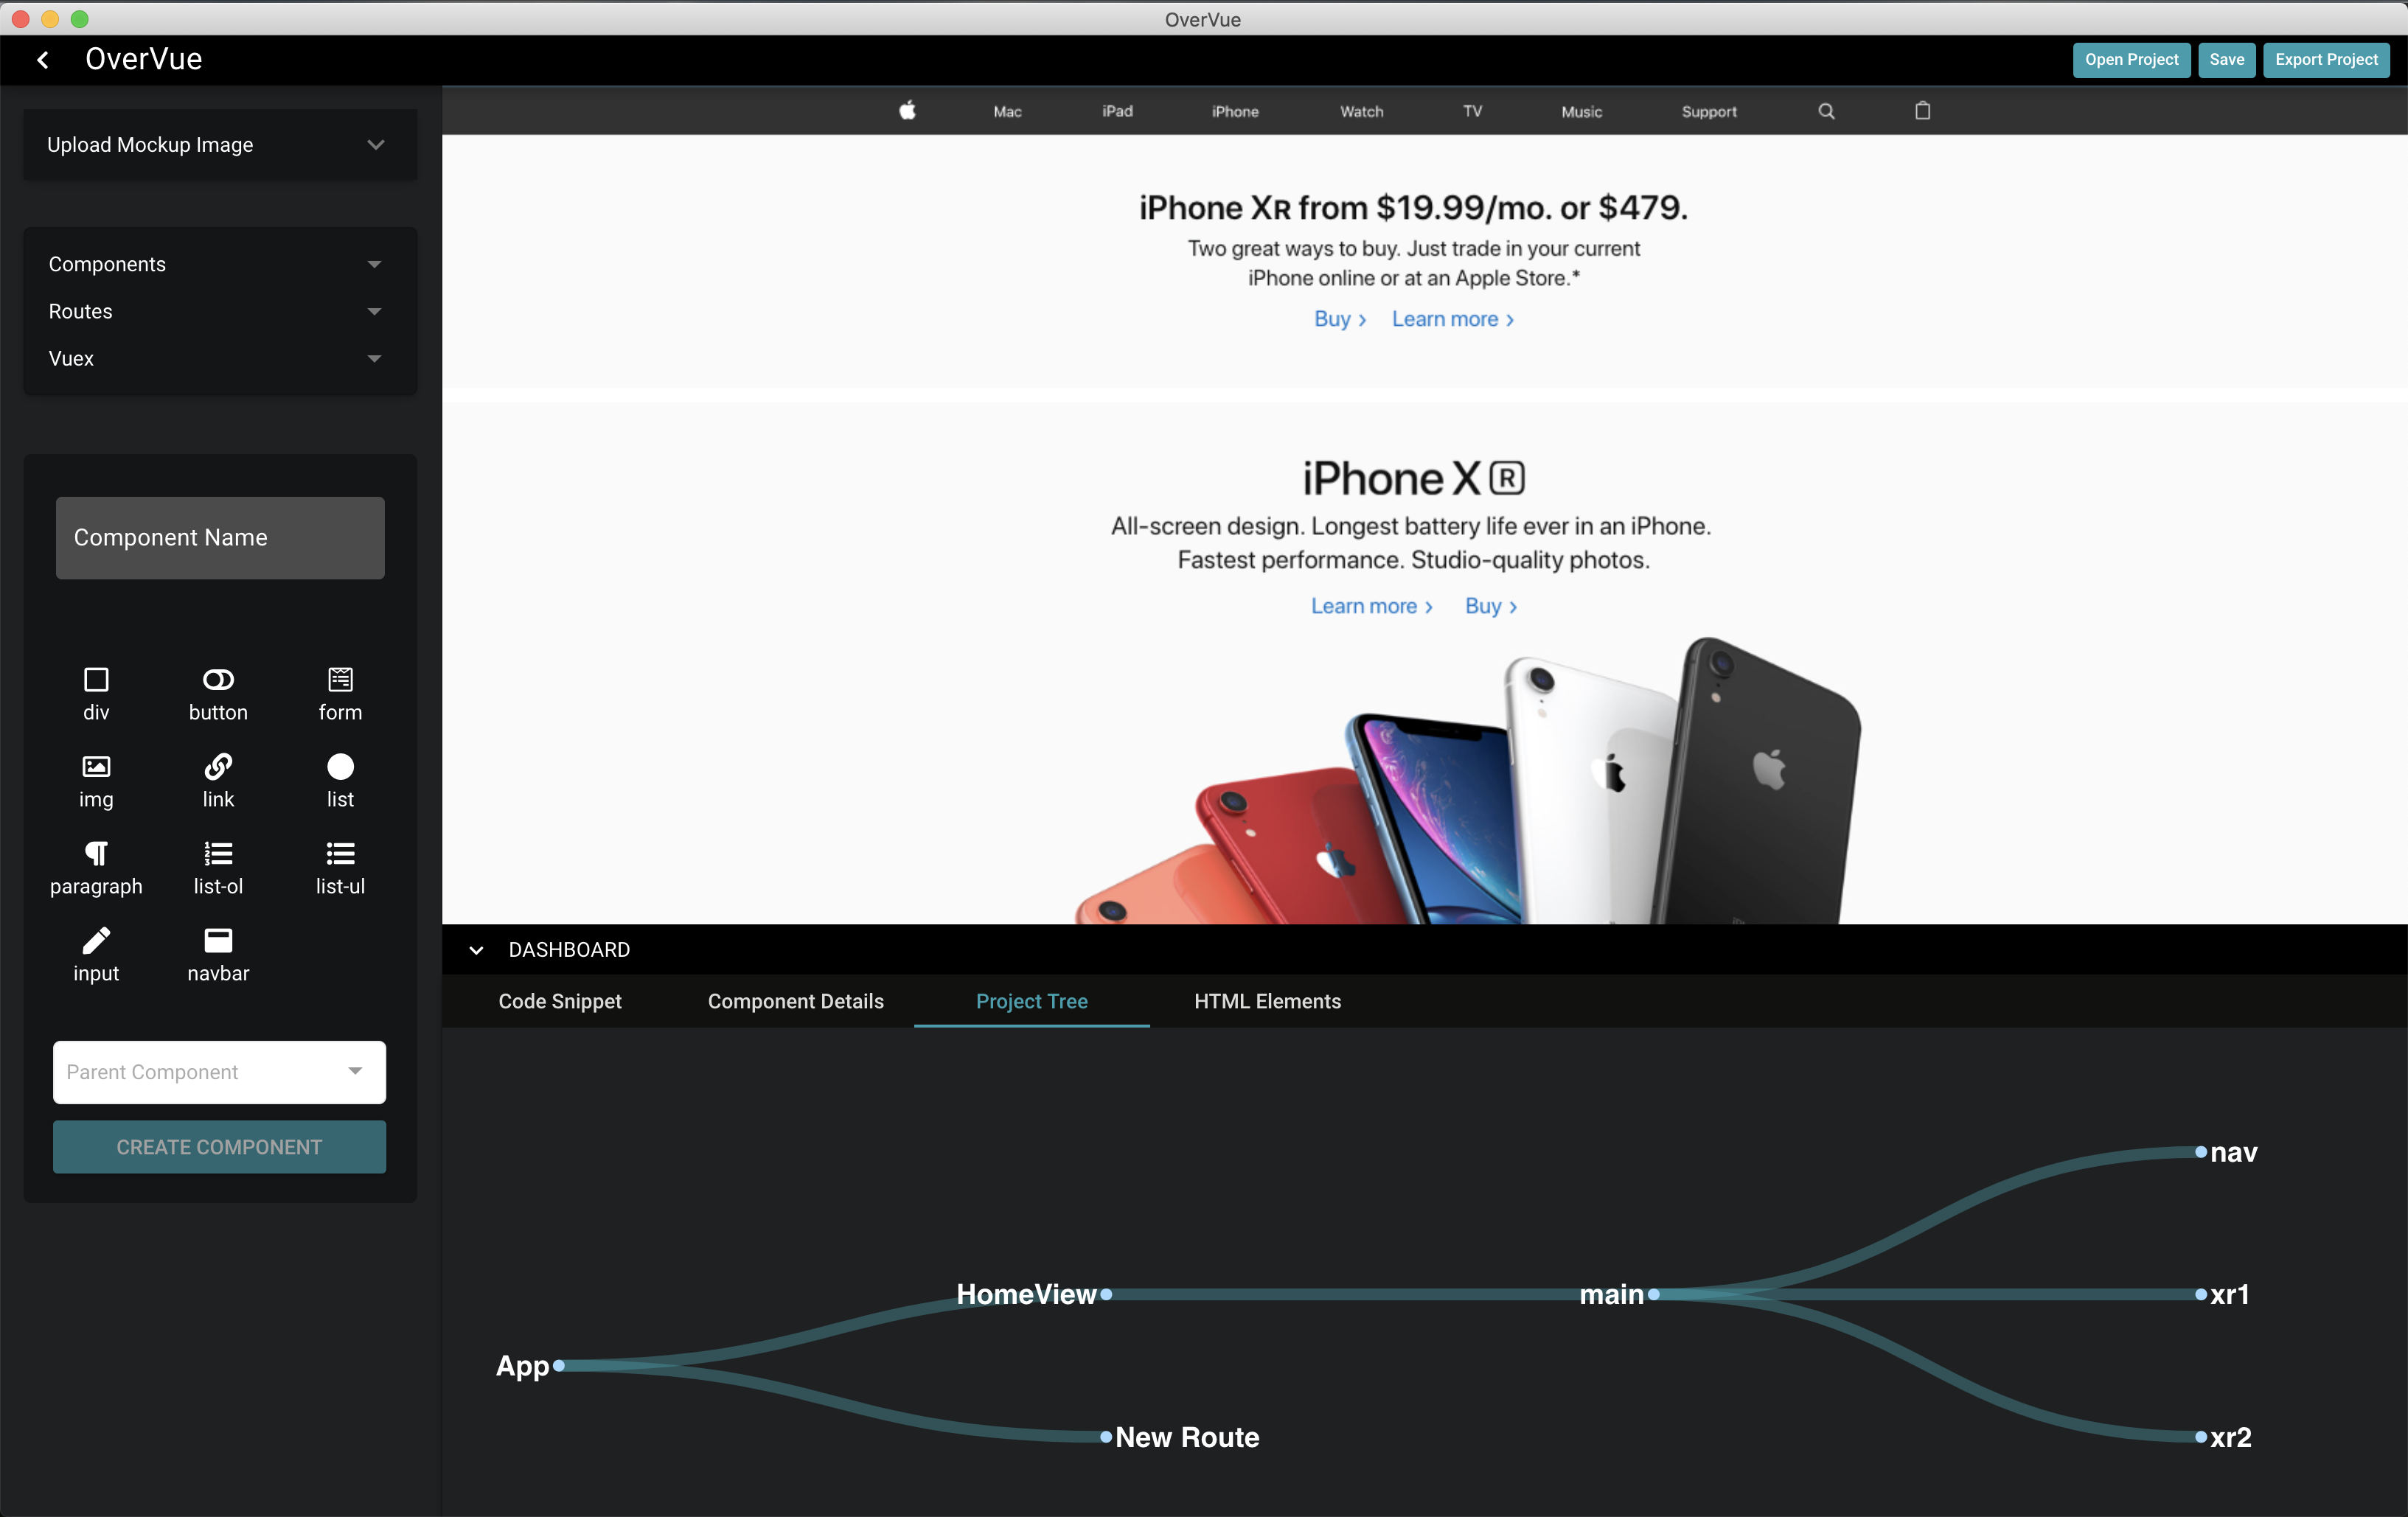 OverVue
OverVue
Open Project
Save
Export Project
Upload Mockup Image
Components
Routes
Vuex
Component Name
div
button
form
img
link
list
paragraph
list-ol
list-ul
input
navbar
Parent Component
CREATE COMPONENT
Mac
iPad
iPhone
Watch
TV
Music
Support
iPhone XR from $19.99/mo. or $479.
Two great ways to buy. Just trade in your current
iPhone online or at an Apple Store.*
Buy › Learn more ›
iPhone X R
All-screen design. Longest battery life ever in an iPhone.
Fastest performance. Studio-quality photos.
Learn more › Buy ›
DASHBOARD
Code Snippet
Component Details
Project Tree
HTML Elements
App
HomeView
New Route
main
nav
xr1
xr2